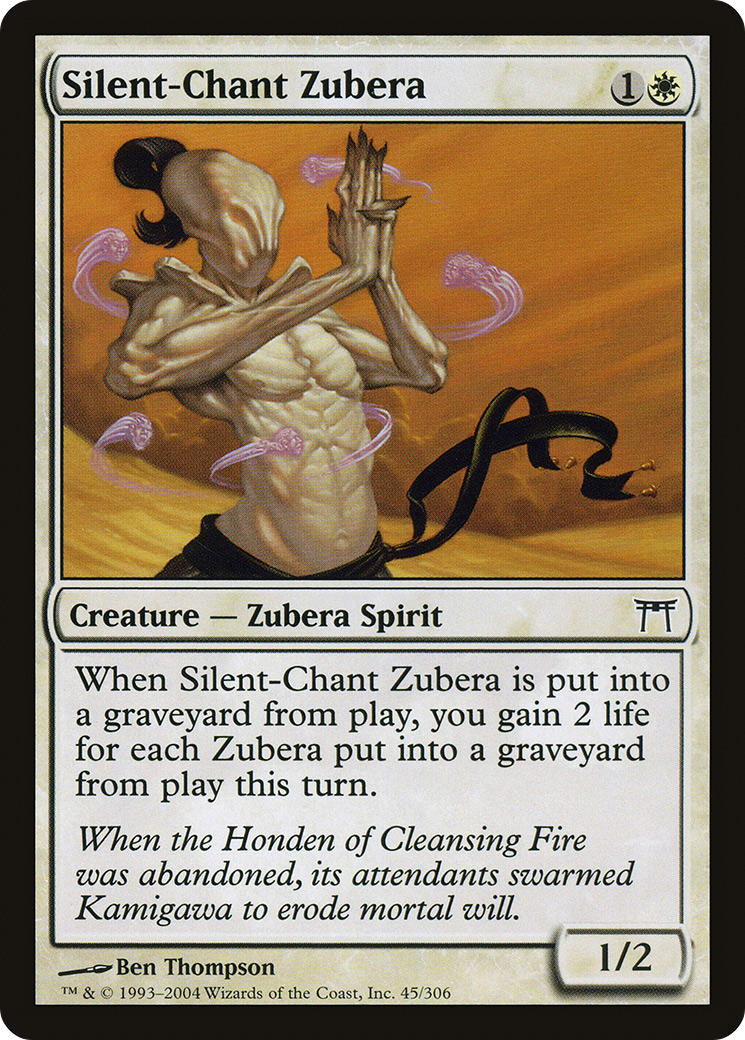 Silent-Chant Zubera 1
Creature — Zubera Spirit
When Silent-Chant Zubera is put into
a graveyard from play, you gain 2 life
for each Zubera put into a graveyard
from play this turn.
When the Honden of Cleansing Fire
was abandoned, its attendants swarmed
Kamigawa to erode mortal will.
1/2
Ben Thompson
™ & © 1993–2004 Wizards of the Coast, Inc. 45/306